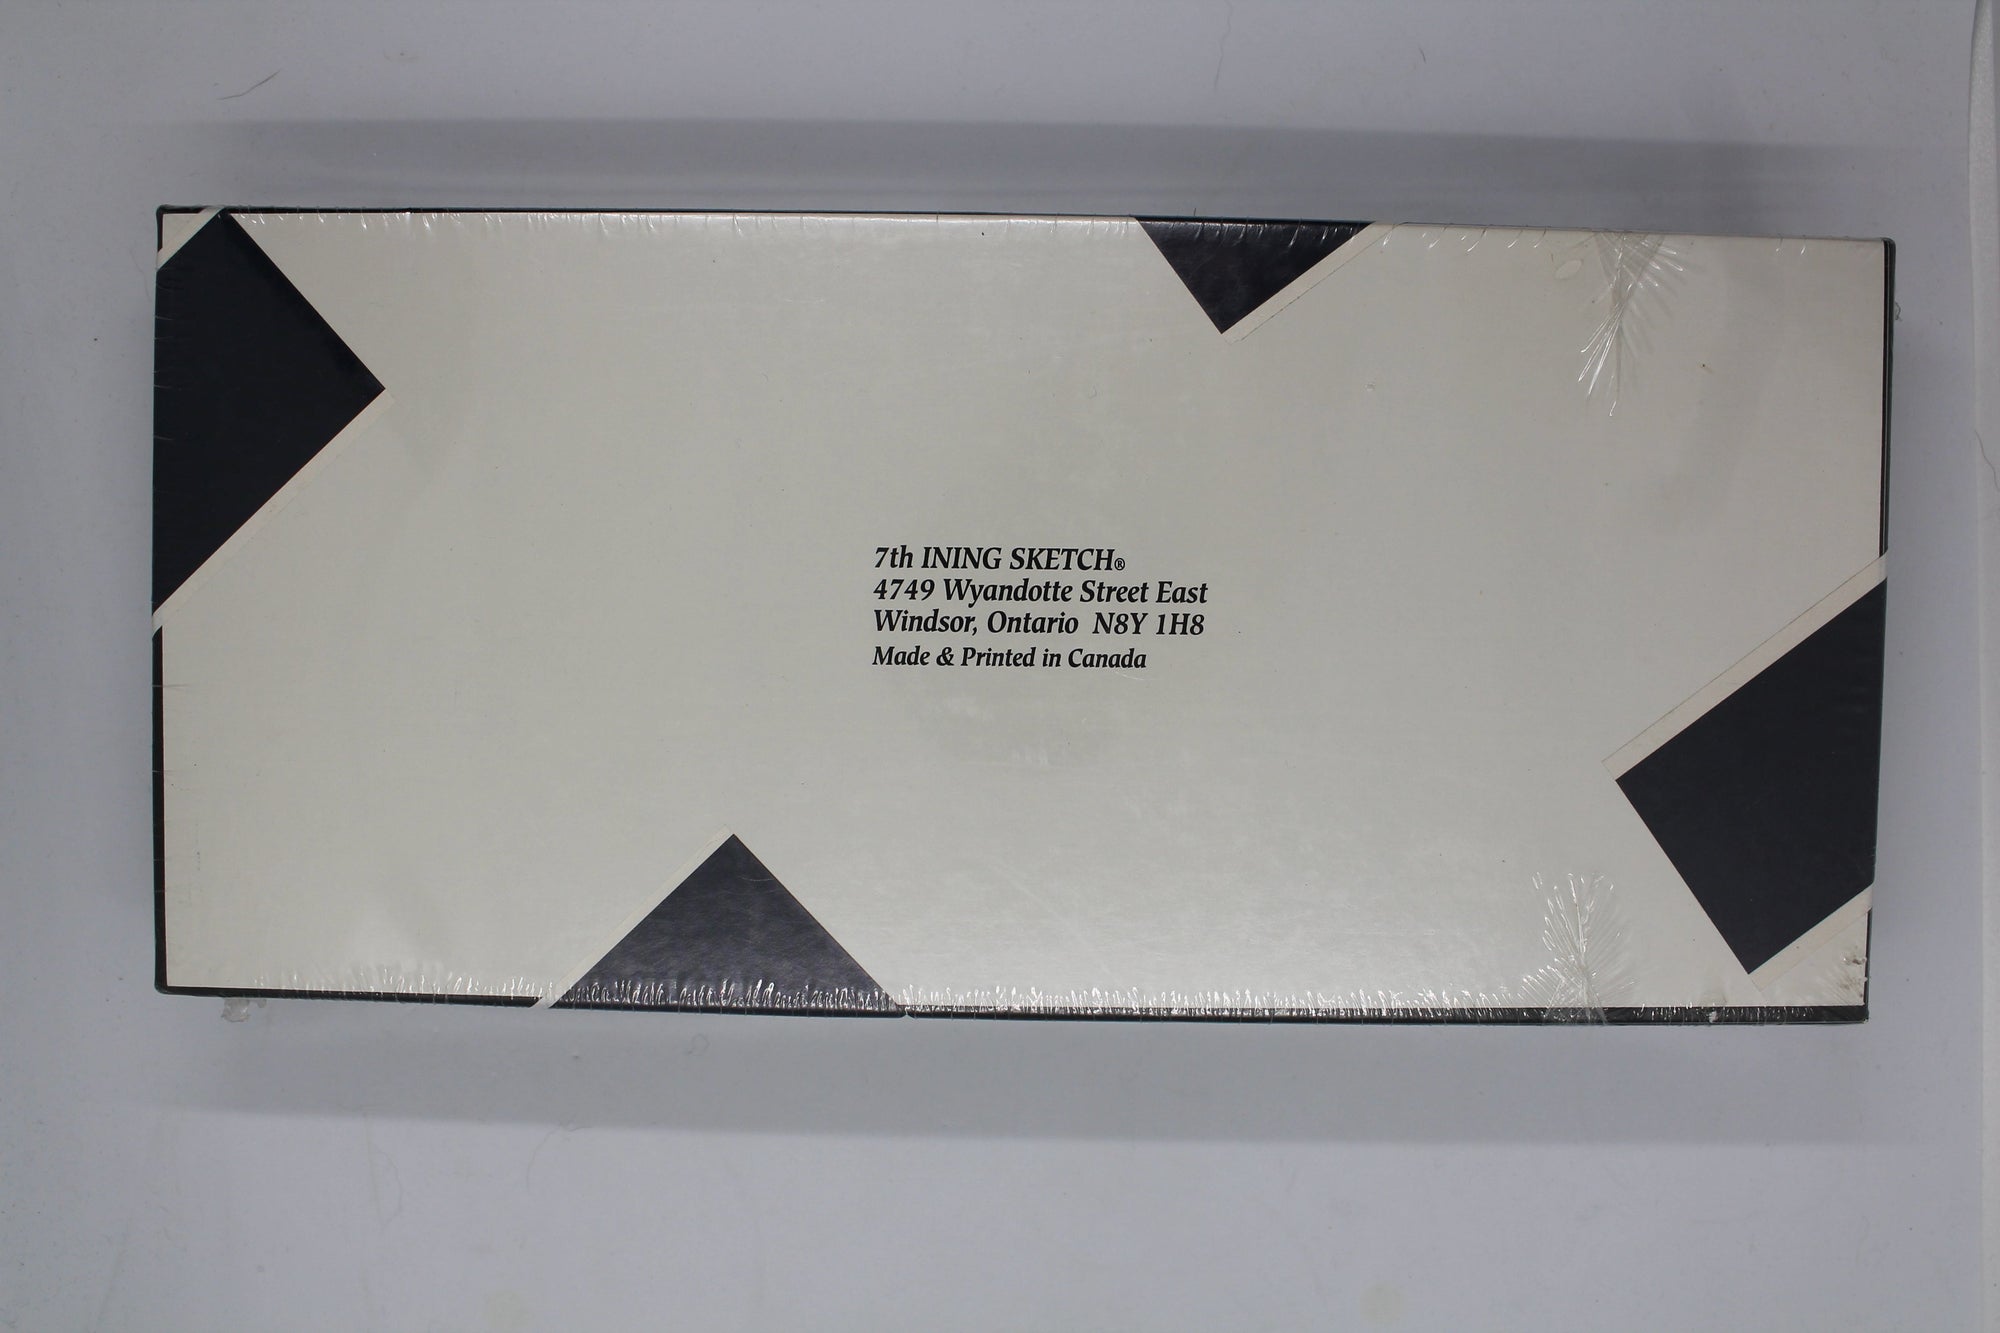 7th INING SKETCH®
4749 Wyandotte Street East
Windsor, Ontario N8Y 1H8
Made & Printed in Canada